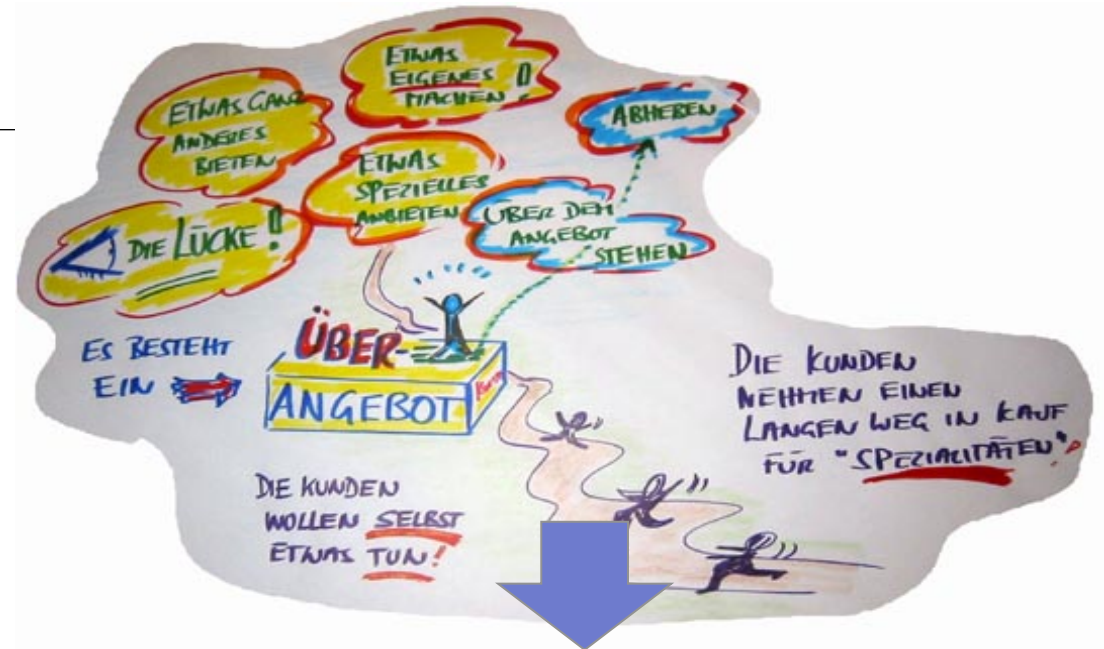 ETWAS
EIGENES
MACHEN!
ETWAS GANZ
ANDERES
BIETEN
ABHEBEN
ETWAS
SPEZIELLES
ANBIETEN
ÜBER DEM
ANGEBOT
STEHEN
DIE LÜCKE!
ES BESTEHT
EIN
ÜBER-
ANGEBOT
DIE KUNDEN
NEHMEN EINEN
LANGEN WEG IN KAUF
FÜR "SPEZIALITÄTEN"!
DIE KUNDEN
WOLLEN SELBST
ETWAS TUN!